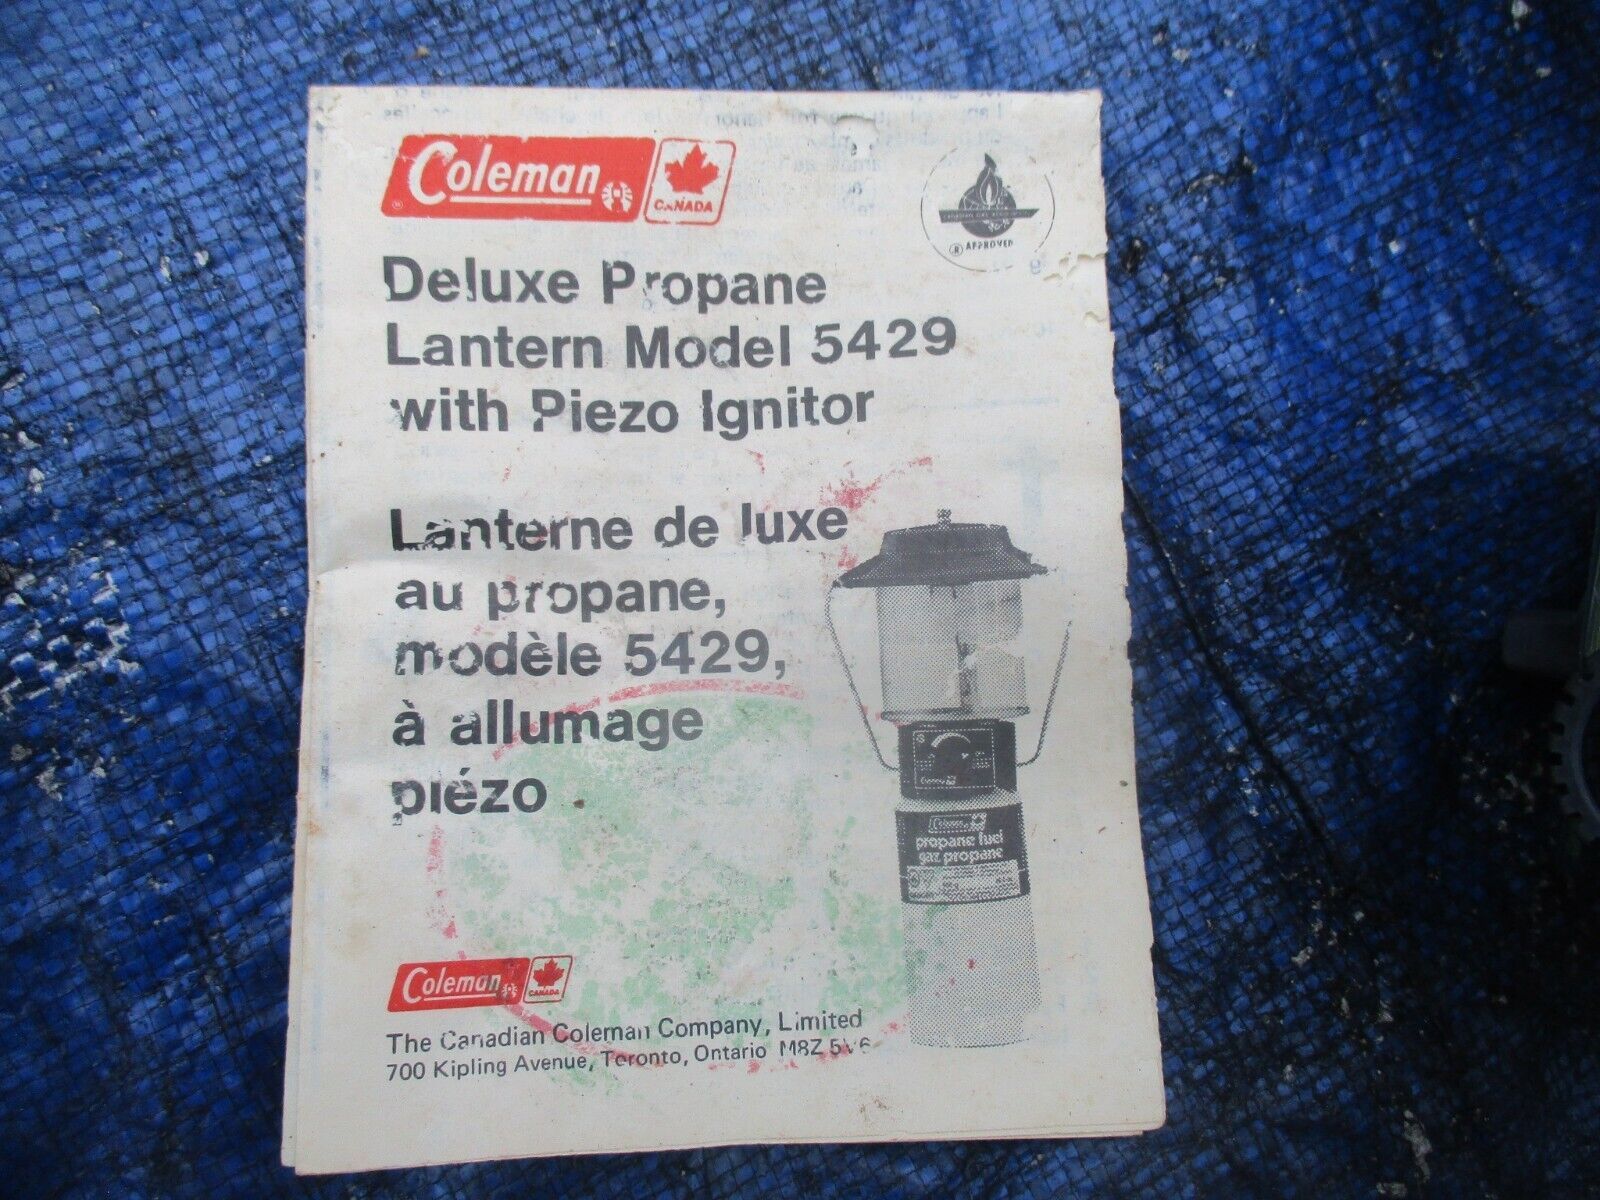 Coleman
CANADA
APPROVED
Deluxe Propane
Lantern Model 5429
with Piezo Ignitor
Lanterne de luxe
au propane,
modèle 5429,
à allumage
piézo
Coleman
propane fuel
gaz propane
Coleman
CANADA
The Canadian Coleman Company, Limited
700 Kipling Avenue, Toronto, Ontario M8Z 5V6